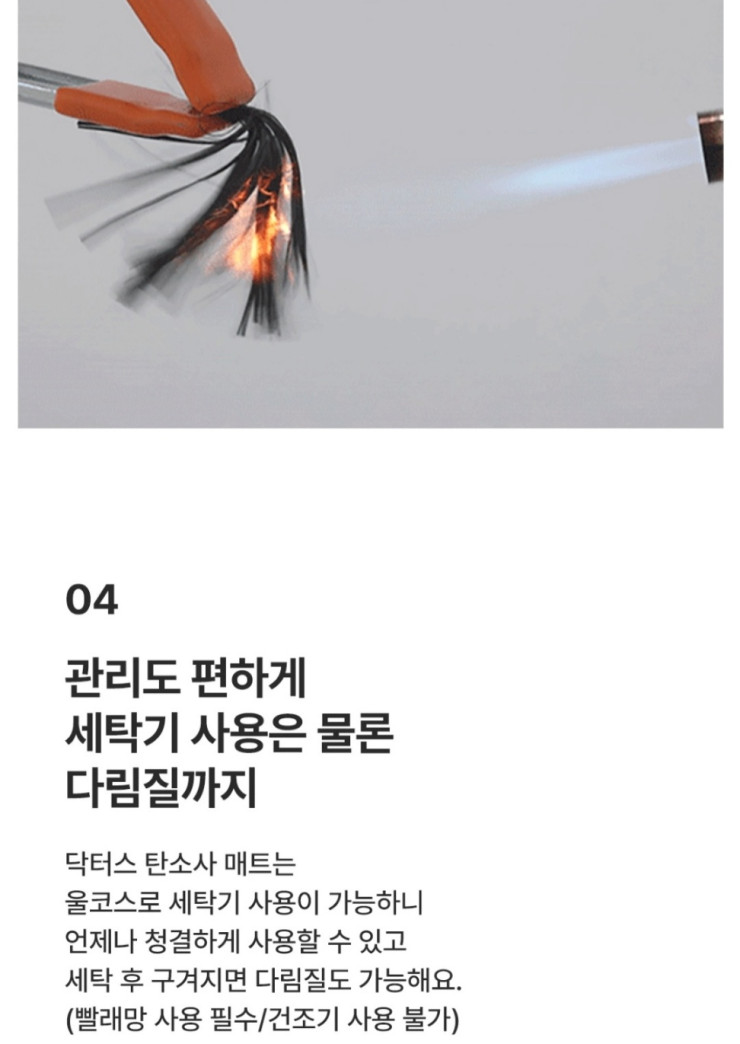 04
관리도 편하게
세탁기 사용은 물론
다림질까지
닥터스 탄소사 매트는
울코스로 세탁기 사용이 가능하니
언제나 청결하게 사용할 수 있고
세탁 후 구겨지면 다림질도 가능해요.
(빨래망 사용 필수/건조기 사용 불가)